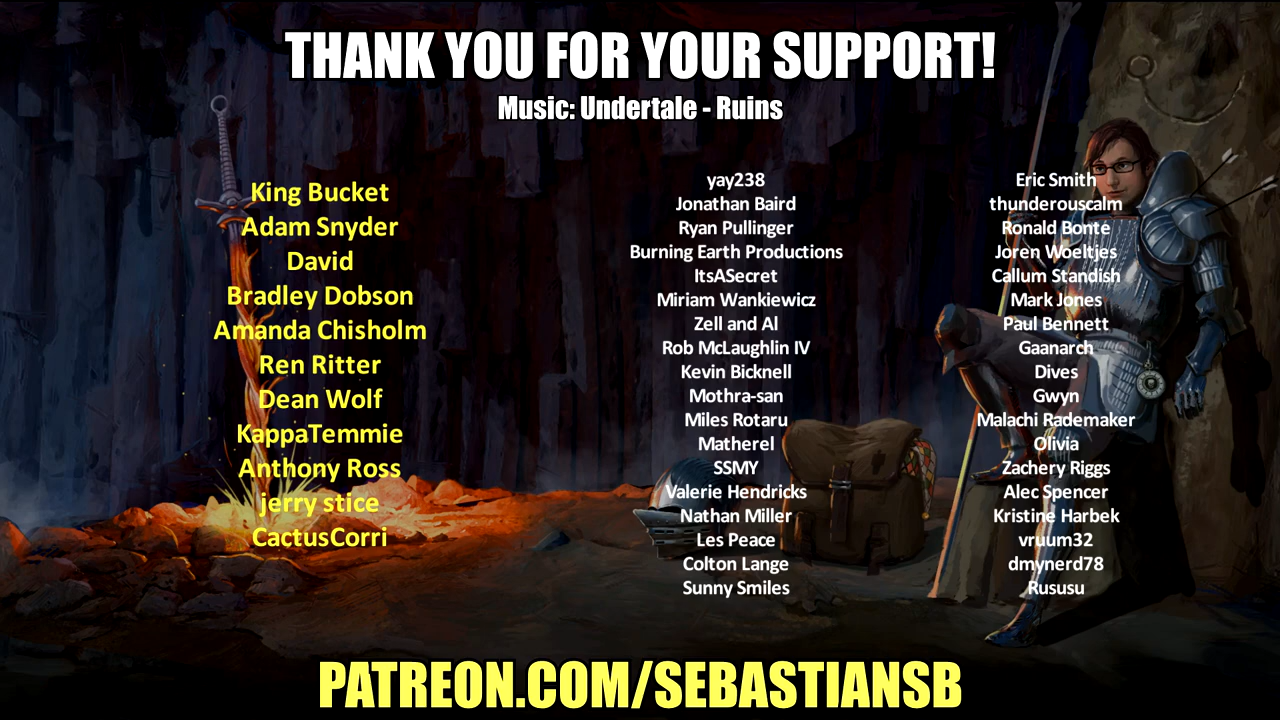 THANK YOU FOR YOUR SUPPORT!
Music: Undertale - Ruins
King Bucket
Adam Snyder
David
Bradley Dobson
Amanda Chisholm
Ren Ritter
Dean Wolf
KappaTemmie
Anthony Ross
jerry stice
CactusCorri
yay238
Jonathan Baird
Ryan Pullinger
Burning Earth Productions
ItsASecret
Miriam Wankiewicz
Zell and Al
Rob McLaughlin IV
Kevin Bicknell
Mothra-san
Miles Rotaru
Matherel
SSMY
Valerie Hendricks
Nathan Miller
Les Peace
Colton Lange
Sunny Smiles
Eric Smith
thunderouscalm
Ronald Bonte
Joren Woeltjes
Callum Standish
Mark Jones
Paul Bennett
Gaanarch
Dives
Gwyn
Malachi Rademaker
Olivia
Zachery Riggs
Alec Spencer
Kristine Harbek
vruum32
dmynerd78
Rususu
PATREON.COM/SEBASTIANSB